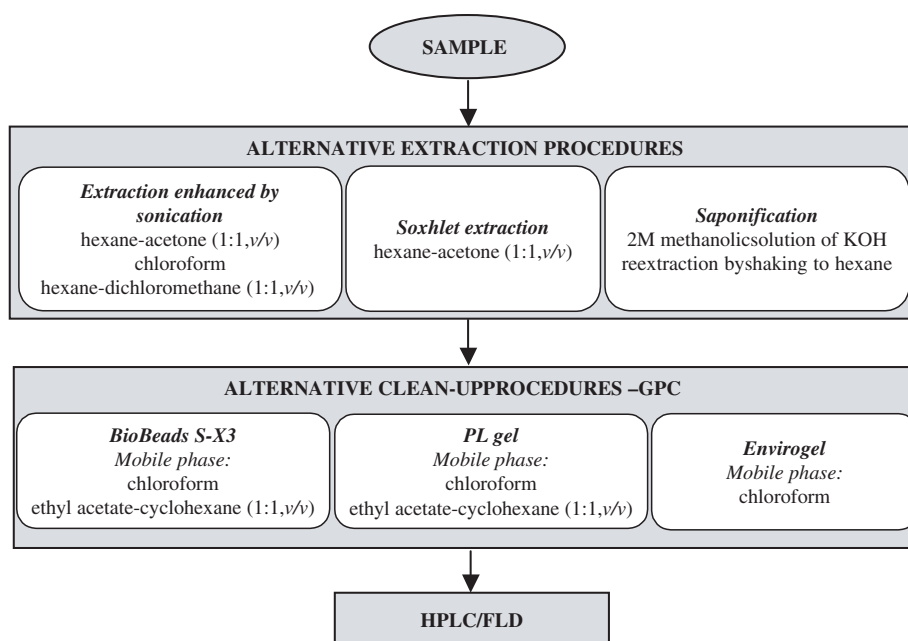 SAMPLE
ALTERNATIVE EXTRACTION PROCEDURES
Extraction enhanced by
sonication
hexane-acetone (1:1,v/v)
chloroform
hexane-dichloromethane (1:1,v/v)
Soxhlet extraction
hexane-acetone (1:1,v/v)
Saponification
2M methanolicsolution of KOH
reextraction byshaking to hexane
ALTERNATIVE CLEAN-UPPROCEDURES –GPC
BioBeads S-X3
Mobile phase:
chloroform
ethyl acetate-cyclohexane (1:1,v/v)
PL gel
Mobile phase:
chloroform
ethyl acetate-cyclohexane (1:1,v/v)
Envirogel
Mobile phase:
chloroform
HPLC/FLD